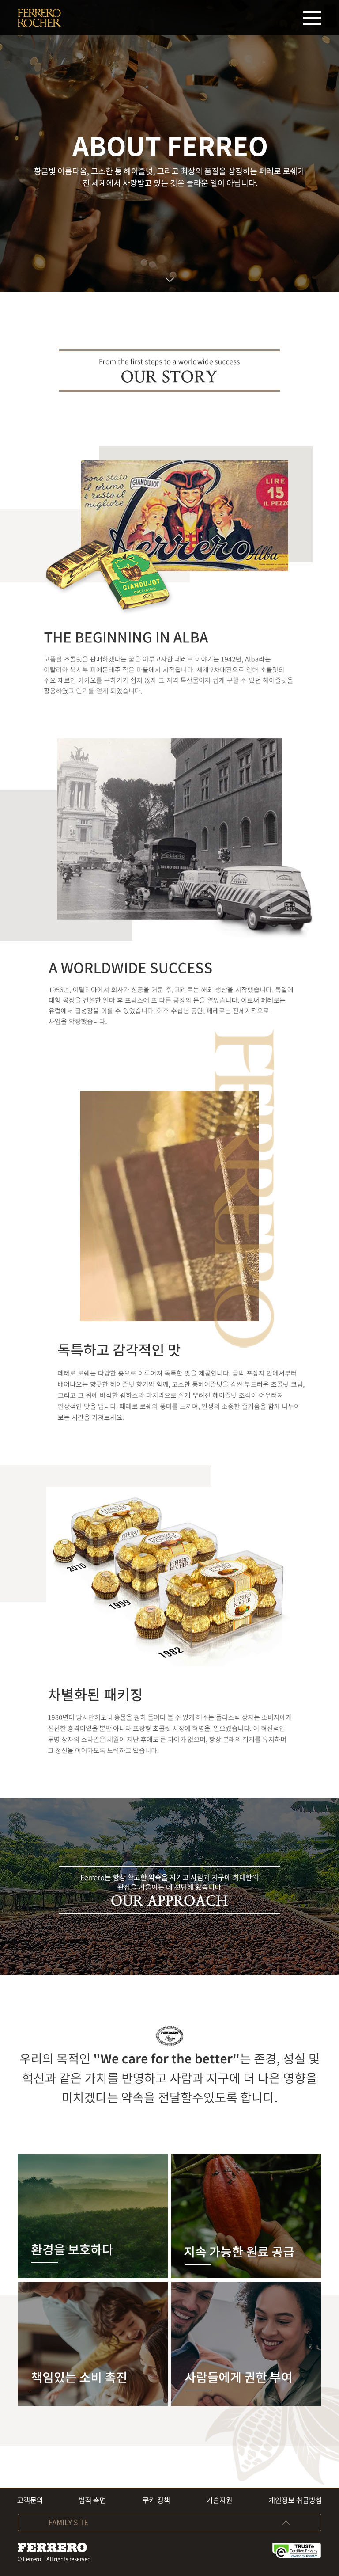 FERRERO
ROCHER
ABOUT FERREO
황금빛 아름다움, 고소한 통 헤이즐넛, 그리고 최상의 품질을 상징하는 페레로 로쉐가
전 세계에서 사랑받고 있는 것은 놀라운 일이 아닙니다.
From the first steps to a worldwide success
OUR STORY
Sono stato
il primo
e resto il
migliore
GIANDUJOT
LIRE
15
IL PEZZO
Ferrero
Alba
GIANDUJOT
THE BEGINNING IN ALBA
고품질 초콜릿을 판매하겠다는 꿈을 이루고자한 페레로 이야기는 1942년, Alba라는
이탈리아 북서부 피에몬테주 작은 마을에서 시작됩니다. 세계 2차대전으로 인해 초콜릿의
주요 재료인 카카오를 구하기가 쉽지 않자 그 지역 특산물이자 쉽게 구할 수 있던 헤이즐넛을
활용하였고 인기를 얻게 되었습니다.
A WORLDWIDE SUCCESS
1956년, 이탈리아에서 회사가 성공을 거둔 후, 페레로는 해외 생산을 시작했습니다. 독일에
대형 공장을 건설한 얼마 후 프랑스에 또 다른 공장의 문을 열었습니다. 이로써 페레로는
유럽에서 급성장을 이룰 수 있었습니다. 이후 수십년 동안, 페레로는 전세계적으로
사업을 확장했습니다.
FERRERO
독특하고 감각적인 맛
페레로 로쉐는 다양한 층으로 이루어져 독특한 맛을 제공합니다. 금박 포장지 안에서부터
배어나오는 향긋한 헤이즐넛 향기와 함께, 고소한 통헤이즐넛을 감싼 부드러운 초콜릿 크림,
그리고 그 위에 바삭한 웨하스와 마지막으로 잘게 뿌려진 헤이즐넛 조각이 어우러져
환상적인 맛을 냅니다. 페레로 로쉐의 풍미를 느끼며, 인생의 소중한 즐거움을 함께 나누어
보는 시간을 가져보세요.
FERRERO
ROCHER
2010
1999
1982
차별화된 패키징
1980년대 당시만해도 내용물을 훤히 들여다 볼 수 있게 해주는 플라스틱 상자는 소비자에게
신선한 충격이었을 뿐만 아니라 포장형 초콜릿 시장에 혁명을 일으켰습니다. 이 혁신적인
투명 상자의 스타일은 세월이 지난 후에도 큰 차이가 없으며, 항상 본래의 취지를 유지하며
그 정신을 이어가도록 노력하고 있습니다.
Ferrero는 항상 확고한 약속을 지키고 사람과 지구에 최대한의
관심을 기울이는 데 전념해 왔습니다.
OUR APPROACH
FERRERO
우리의 목적인 "We care for the better"는 존경, 성실 및
혁신과 같은 가치를 반영하고 사람과 지구에 더 나은 영향을
미치겠다는 약속을 전달할수있도록 합니다.
환경을 보호하다
지속 가능한 원료 공급
책임있는 소비 촉진
사람들에게 권한 부여
고객문의 법적 측면 쿠키 정책 기술지원 개인정보 취급방침
FAMILY SITE
FERRERO
© Ferrero – All rights reserved
TRUSTe
Certified Privacy